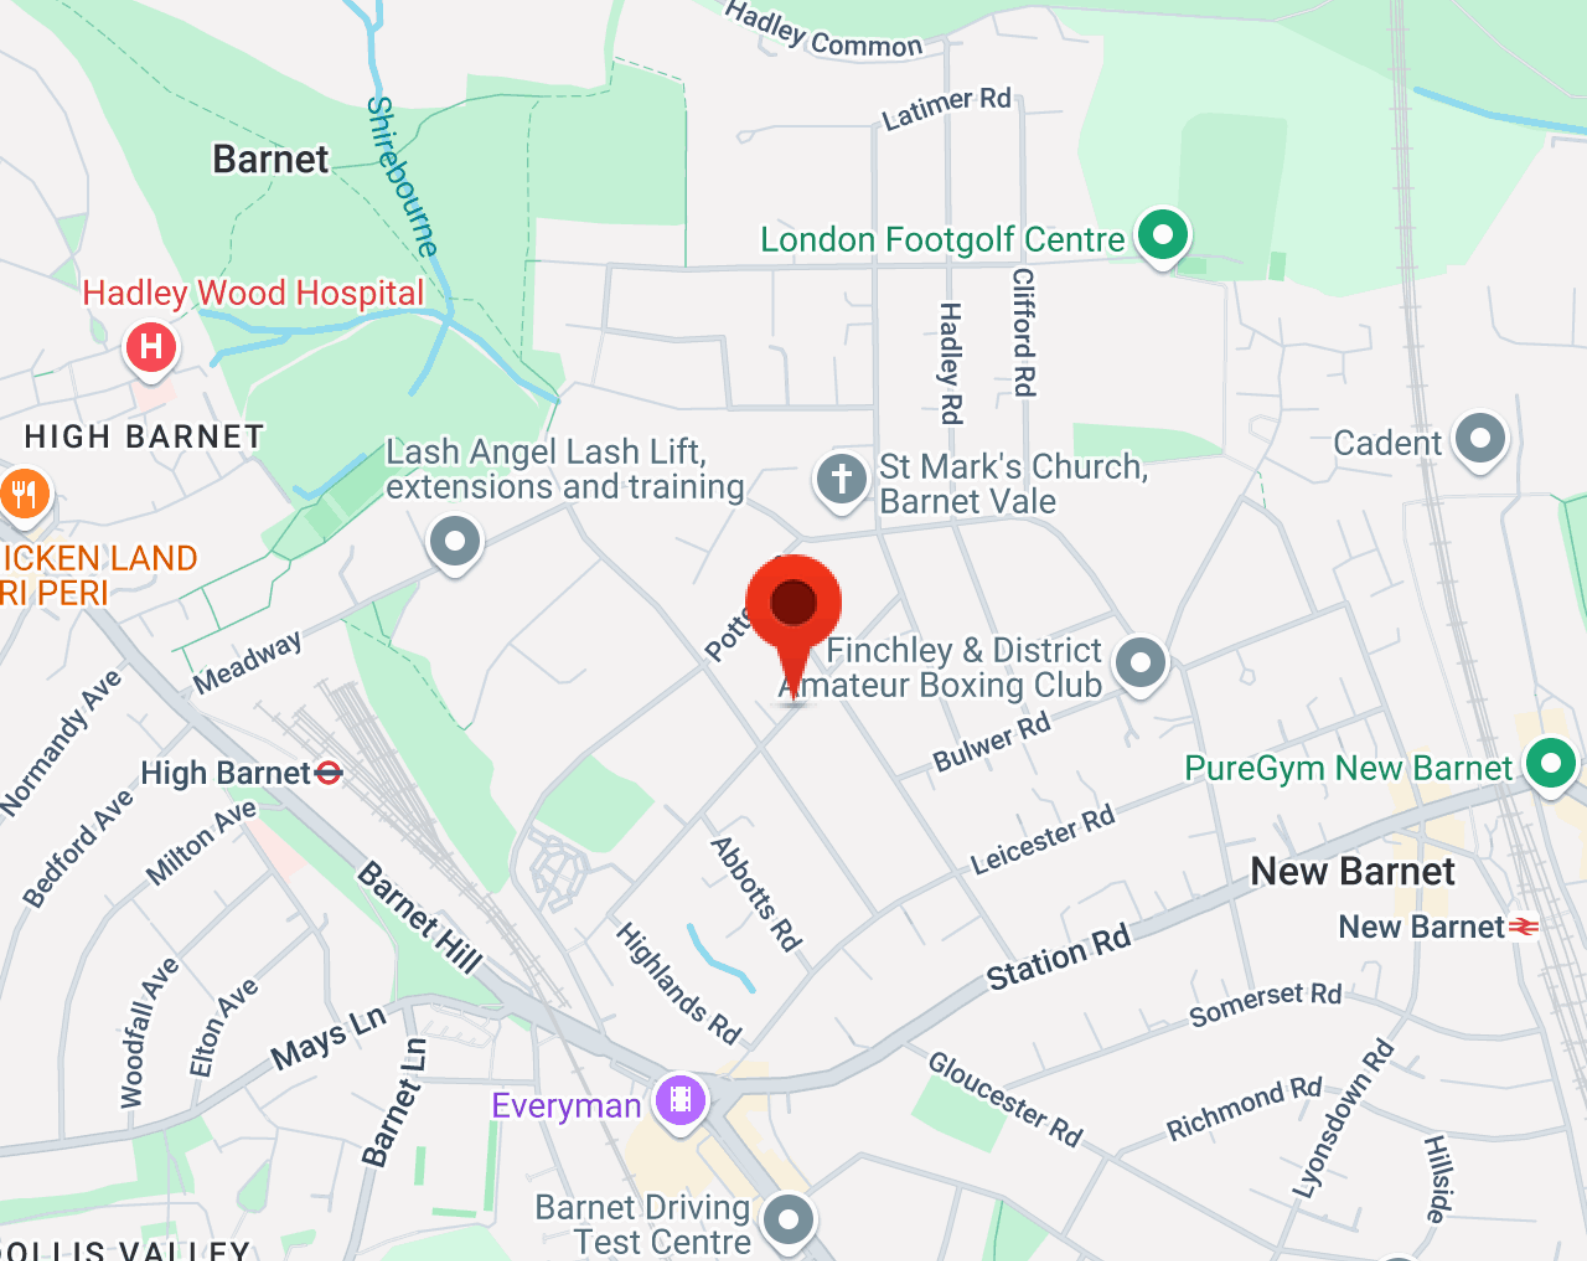 Hadley Common
Latimer Rd
Barnet
Shirebourne
London Footgolf Centre
Hadley Wood Hospital
H
Clifford Rd
Hadley Rd
HIGH BARNET
Lash Angel Lash Lift,
extensions and training
St Mark's Church,
Barnet Vale
Cadent
ICKEN LAND
RI PERI
Meadway
Potte
Finchley & District
Amateur Boxing Club
Normandy Ave
High Barnet
Bulwer Rd
PureGym New Barnet
Bedford Ave
Milton Ave
Leicester Rd
Abbotts Rd
New Barnet
Barnet Hill
New Barnet
Highlands Rd
Station Rd
Woodfall Ave
Elton Ave
Mays Ln
Somerset Rd
Barnet Ln
Gloucester Rd
Lyonsdown Rd
Richmond Rd
Everyman
Hillside
Barnet Driving
Test Centre
OLLIS VALLEY